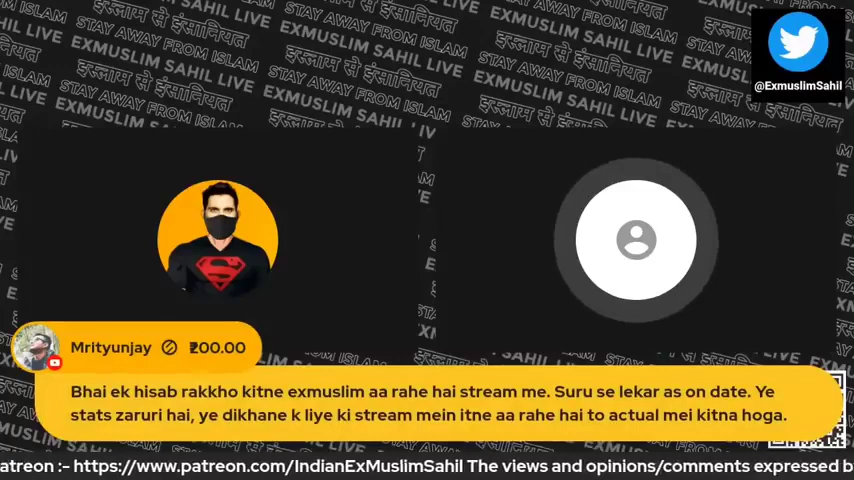 इस्लाम से इंसानियत
EXMUSLIM SAHIL LIVE
STAY AWAY FROM ISLAM
@ExmuslimSahil
Mrityunjay ₹200.00
Bhai ek hisab rakkho kitne exmuslim aa rahe hai stream me. Suru se lekar as on date. Ye
stats zaruri hai, ye dikhane k liye ki stream mein itne aa rahe hai to actual mei kitna hoga.
atreon :- https://www.patreon.com/IndianExMuslimSahil The views and opinions/comments expressed b